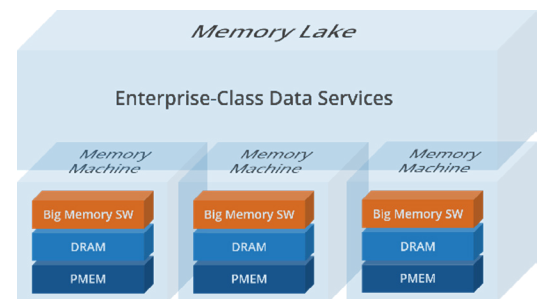 Memory Lake
Enterprise-Class Data Services
Memory Machine
Memory Machine
Memory Machine
Big Memory SW
Big Memory SW
Big Memory SW
DRAM
DRAM
DRAM
PMEM
PMEM
PMEM